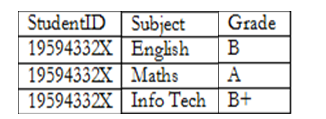 StudentID Subject Grade
19594332X English B
19594332X Maths A
19594332X Info Tech B+